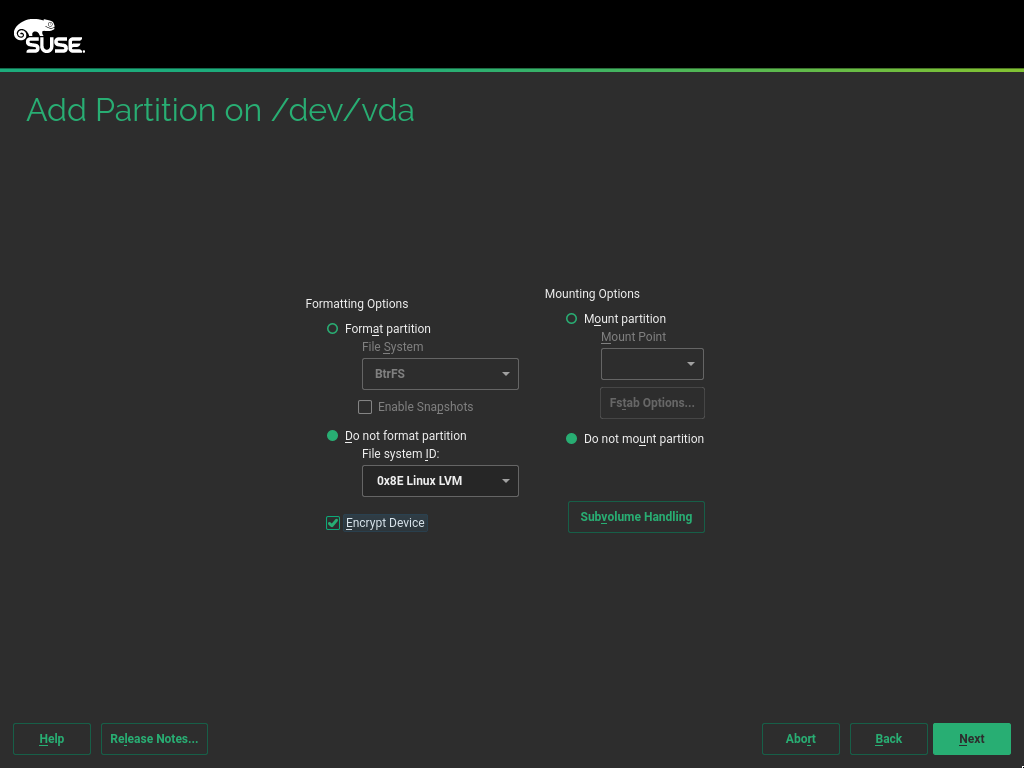 SUSE.
Add Partition on /dev/vda
Formatting Options
Format partition
File System
BtrFS
Enable Snapshots
Do not format partition
File system ID:
0x8E Linux LVM
Encrypt Device
Mounting Options
Mount partition
Mount Point
Fstab Options...
Do not mount partition
Subvolume Handling
Help
Release Notes...
Abort
Back
Next